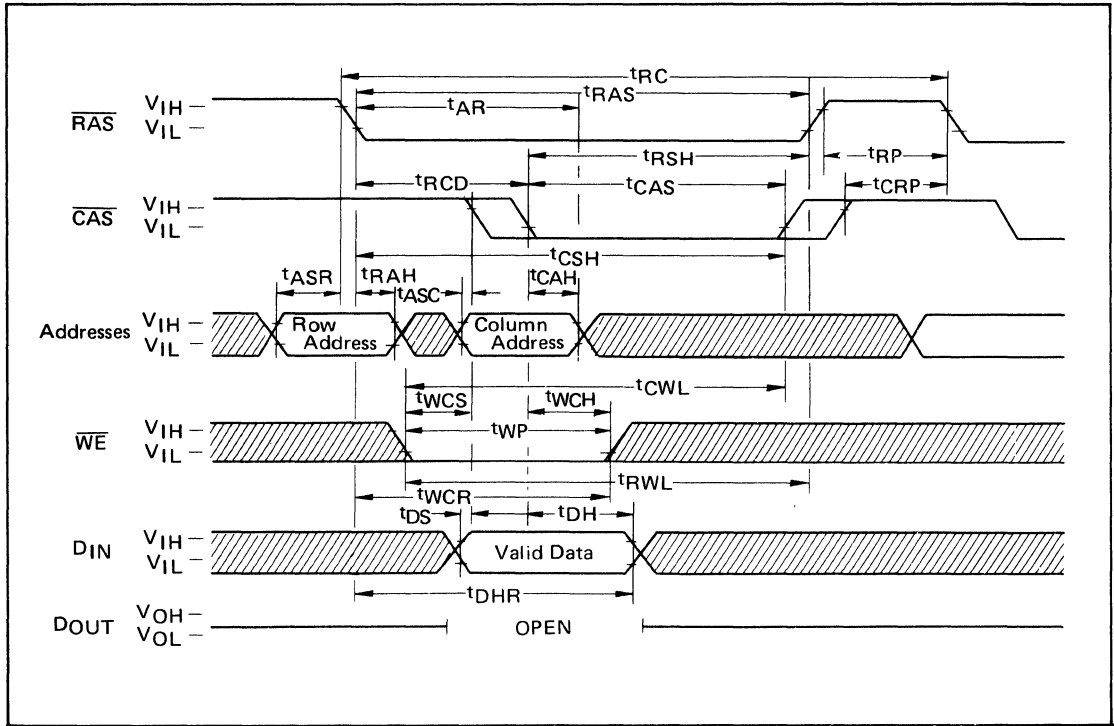 tRC
tRAS
tAR
RAS
VIH
VIL
tRSH
tRP
tRCD
tCAS
tCRP
CAS
VIH
VIL
tCSH
tASR
tRAH
tASC
tCAH
Addresses
VIH
VIL
Row
Address
Column
Address
tCWL
tWCS
tWCH
WE
VIH
VIL
tWP
tRWL
tWCR
tDS
tDH
DIN
VIH
VIL
Valid Data
tDHR
DOUT
VOH
VOL
OPEN